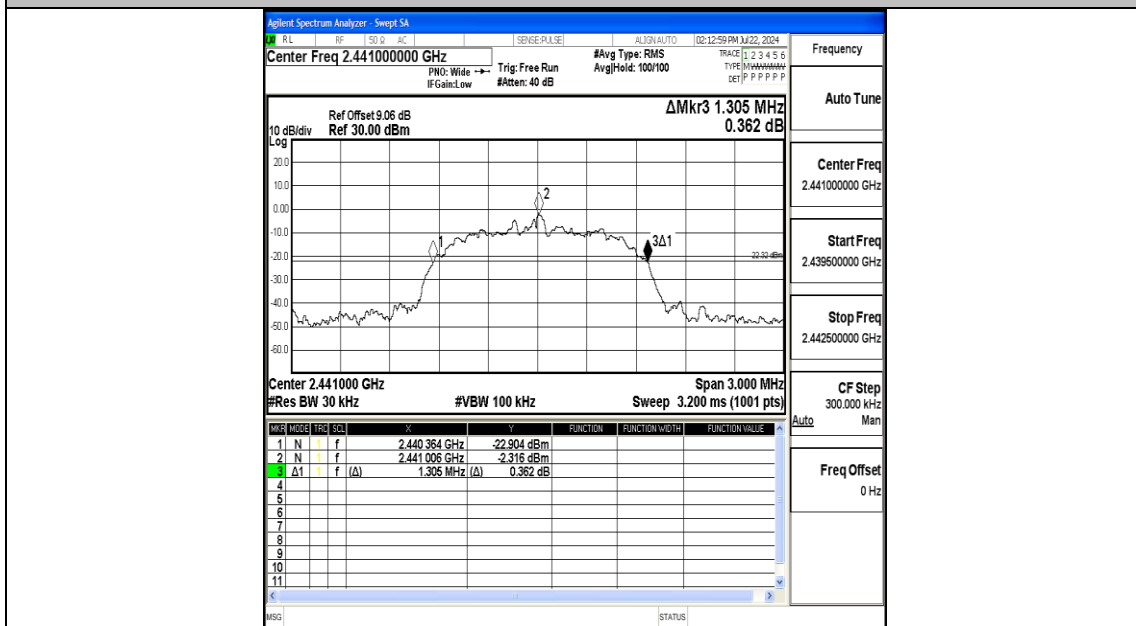 Agilent Spectrum Analyzer - Swept SA
RL RF 50 Ω AC SENSE:PULSE ALIGN AUTO 02:12:59 PM Jul 22, 2024
Center Freq 2.441000000 GHz
PNO: Wide
IFGain:Low
Trig: Free Run
#Atten: 40 dB
#Avg Type: RMS
Avg|Hold: 100/100
TRACE 1 2 3 4 5 6
TYPE MWWWWW
DET P P P P P P
ΔMkr3 1.305 MHz
0.362 dB
Ref Offset 9.06 dB
10 dB/div Ref 30.00 dBm
Log
20.0
10.0
0.00
-10.0
-20.0
-30.0
-40.0
-50.0
-60.0
1
2
3Δ1
-22.32 dBm
Center 2.441000 GHz Span 3.000 MHz
#Res BW 30 kHz #VBW 100 kHz Sweep 3.200 ms (1001 pts)
MKR MODE TRC SCL X Y FUNCTION FUNCTION WIDTH FUNCTION VALUE
1 N 1 f 2.440 364 GHz -22.904 dBm
2 N 1 f 2.441 006 GHz -2.316 dBm
3 Δ1 1 f (Δ) 1.305 MHz (Δ) 0.362 dB
4
5
6
7
8
9
10
11
MSG STATUS
Frequency
Auto Tune
Center Freq
2.441000000 GHz
Start Freq
2.439500000 GHz
Stop Freq
2.442500000 GHz
CF Step
300.000 kHz
Auto Man
Freq Offset
0 Hz